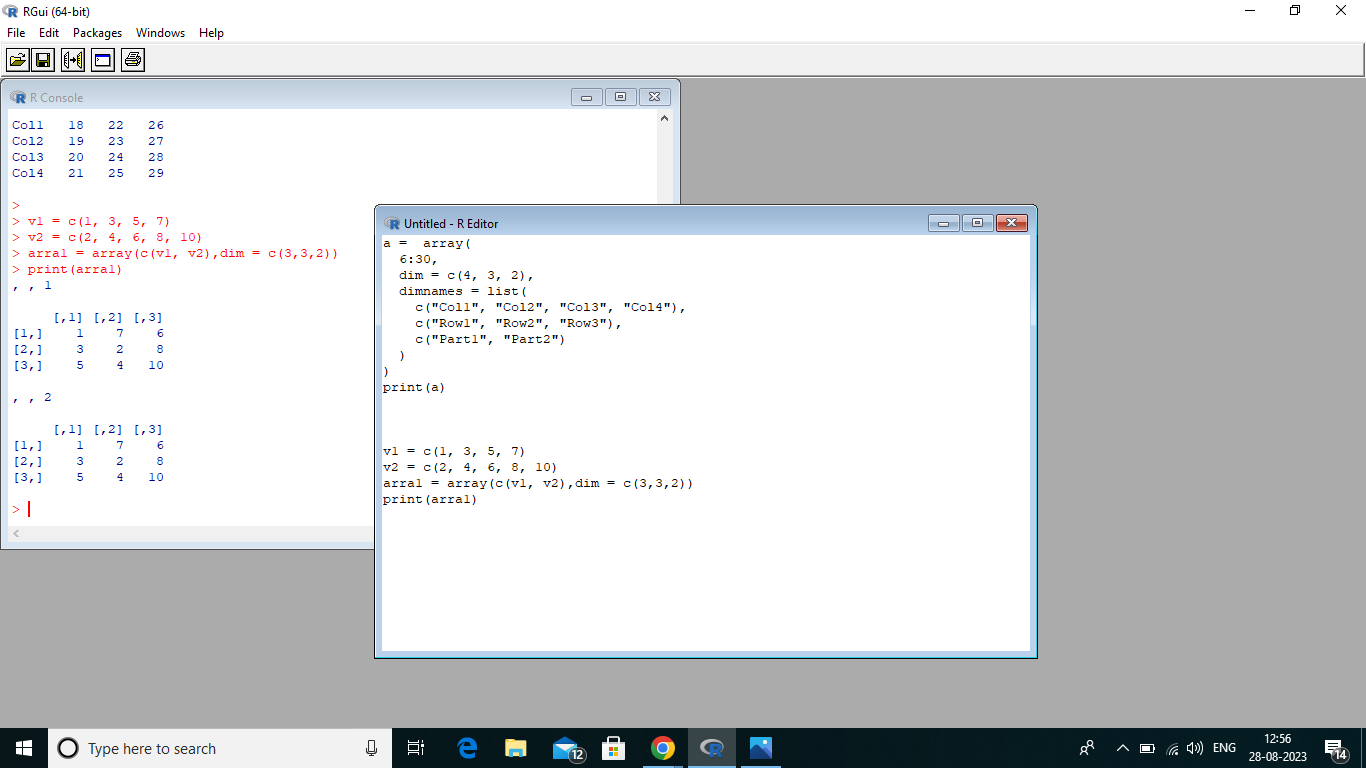 RGui (64-bit)
File Edit Packages Windows Help
R Console
Col1   18   22   26
Col2   19   23   27
Col3   20   24   28
Col4   21   25   29
>
> v1 = c(1, 3, 5, 7)
> v2 = c(2, 4, 6, 8, 10)
> arra1 = array(c(v1, v2),dim = c(3,3,2))
> print(arra1)
, , 1
     [,1] [,2] [,3]
[1,]    1    7    6
[2,]    3    2    8
[3,]    5    4   10
, , 2
     [,1] [,2] [,3]
[1,]    1    7    6
[2,]    3    2    8
[3,]    5    4   10
>
Untitled - R Editor
a =  array(
  6:30,
  dim = c(4, 3, 2),
  dimnames = list(
    c("Col1", "Col2", "Col3", "Col4"),
    c("Row1", "Row2", "Row3"),
    c("Part1", "Part2")
  )
)
print(a)
v1 = c(1, 3, 5, 7)
v2 = c(2, 4, 6, 8, 10)
arra1 = array(c(v1, v2),dim = c(3,3,2))
print(arra1)
Type here to search
12
ENG
12:56
28-08-2023
14